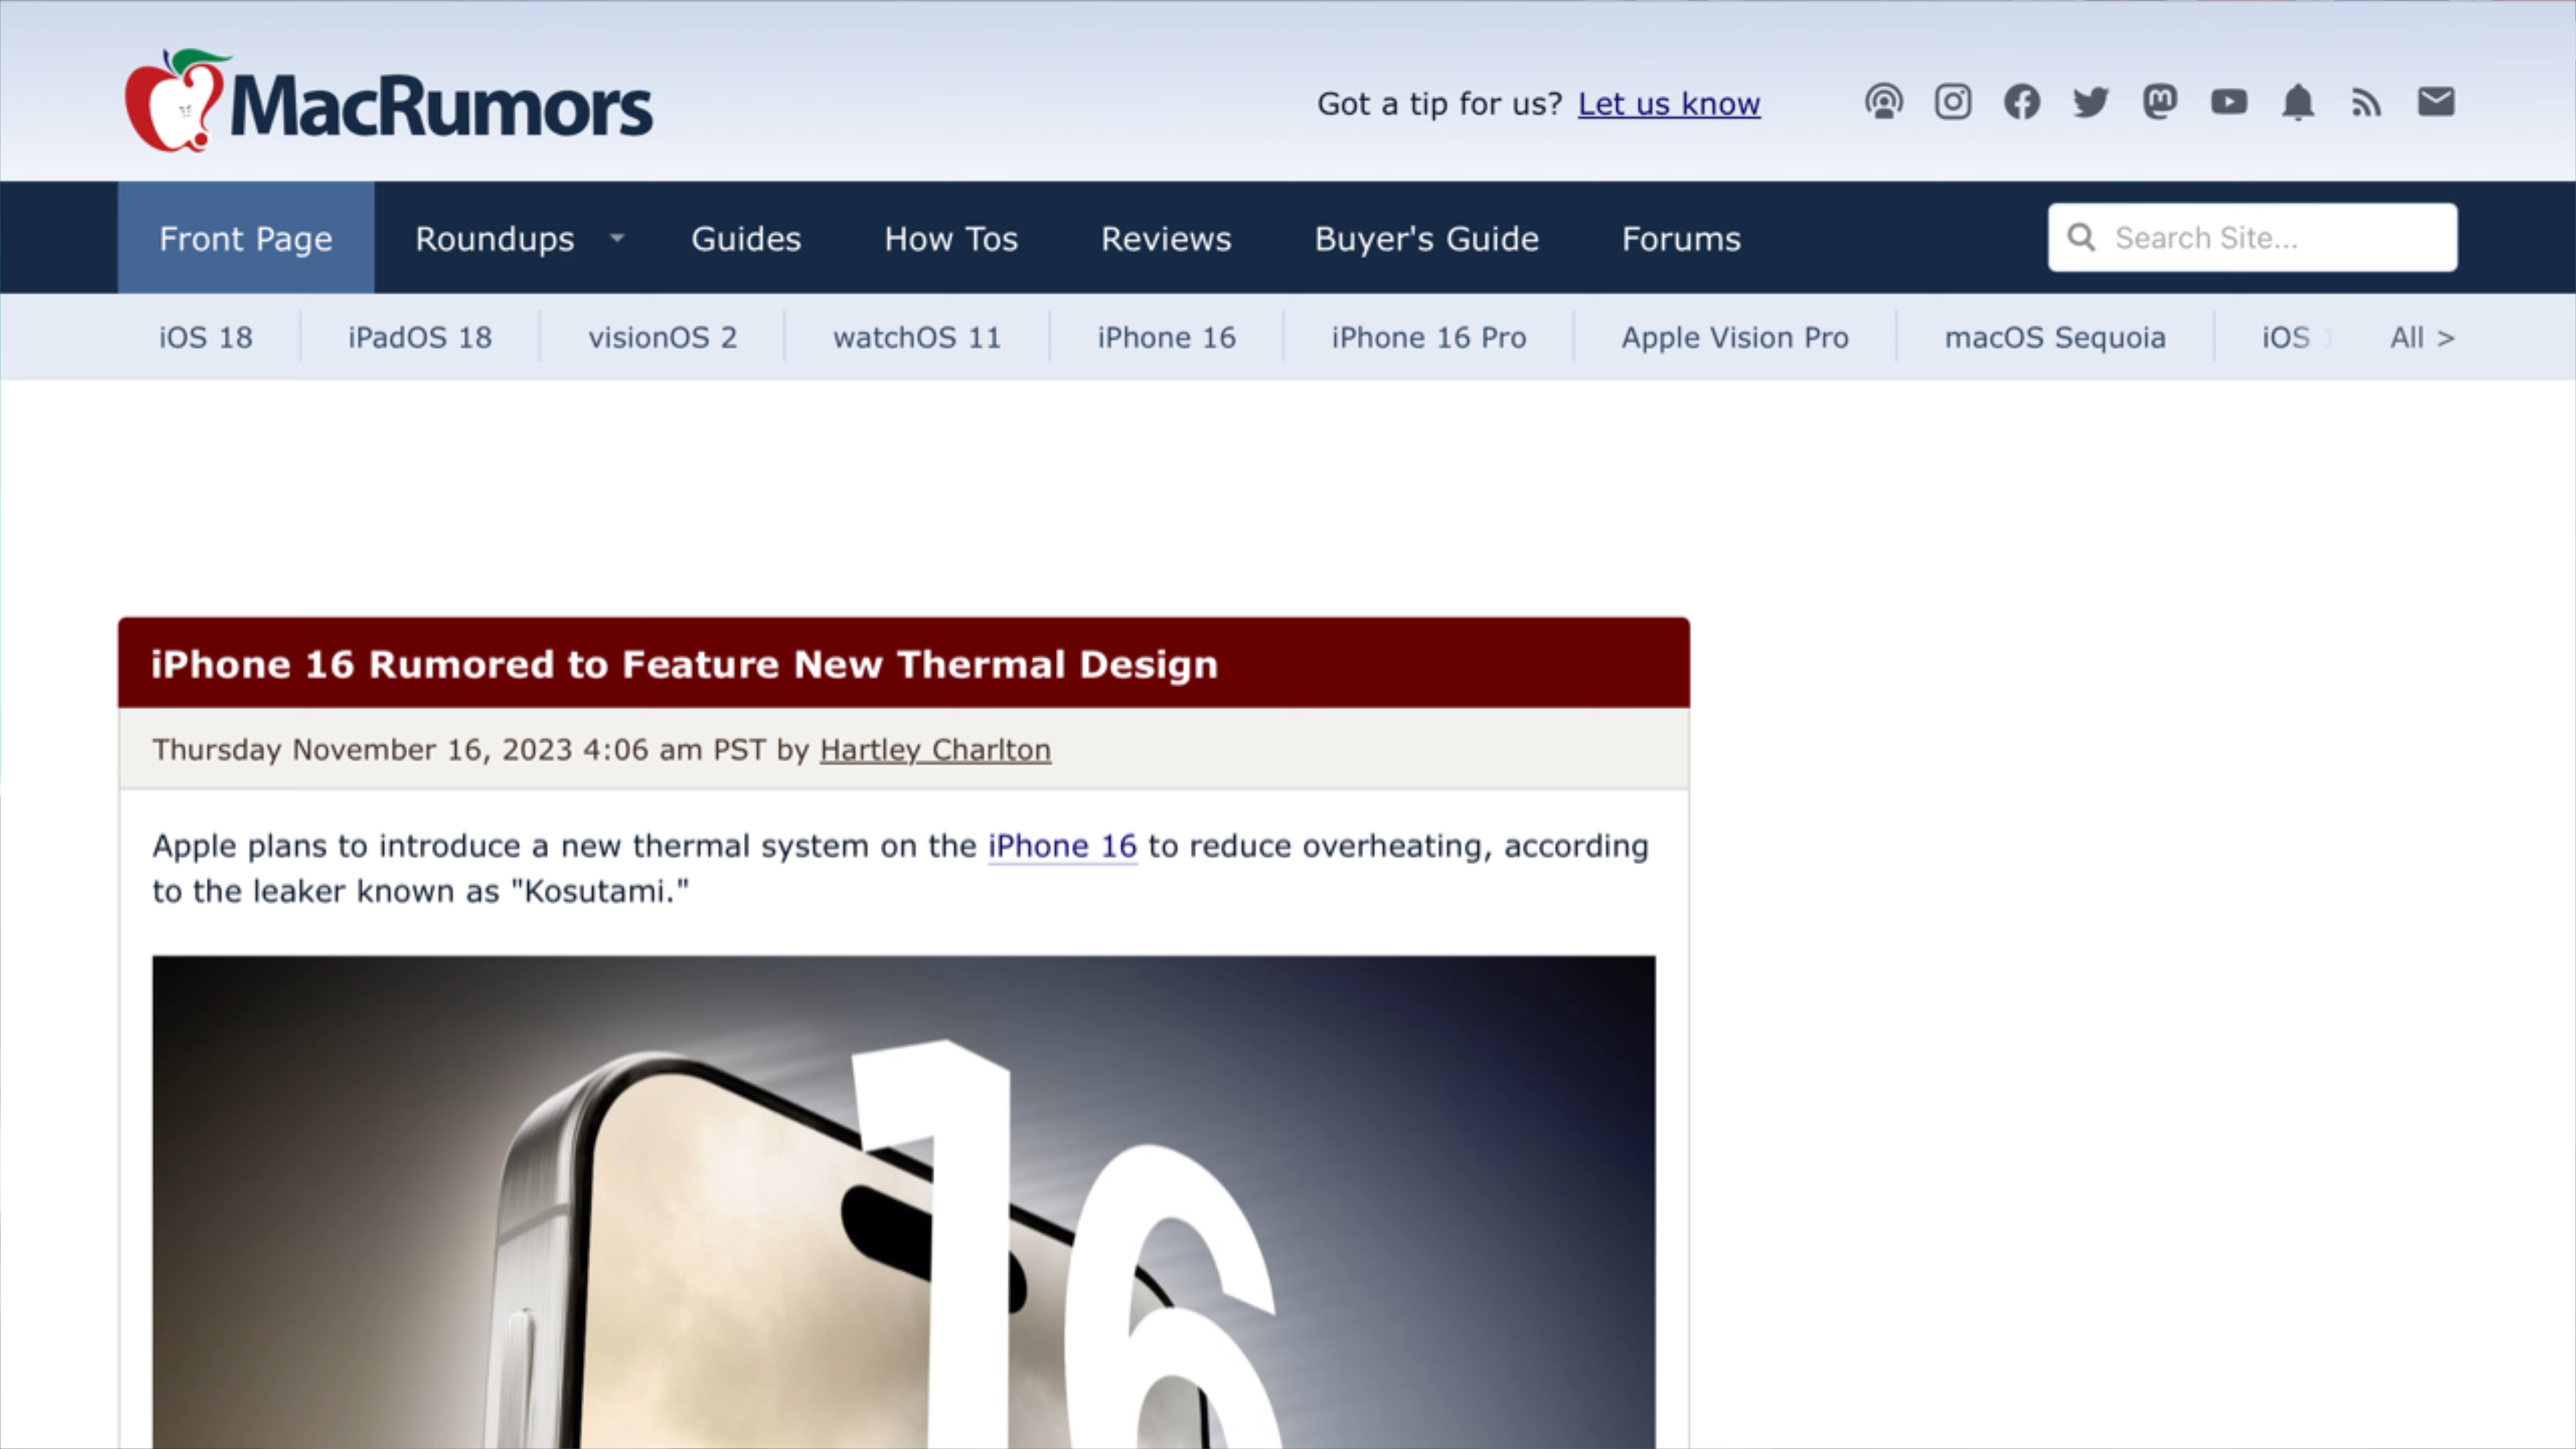 MacRumors
Got a tip for us? Let us know
Front Page Roundups Guides How Tos Reviews Buyer's Guide Forums Search Site...
iOS 18 iPadOS 18 visionOS 2 watchOS 11 iPhone 16 iPhone 16 Pro Apple Vision Pro macOS Sequoia iOS All >
iPhone 16 Rumored to Feature New Thermal Design
Thursday November 16, 2023 4:06 am PST by Hartley Charlton
Apple plans to introduce a new thermal system on the iPhone 16 to reduce overheating, according
to the leaker known as "Kosutami."
16